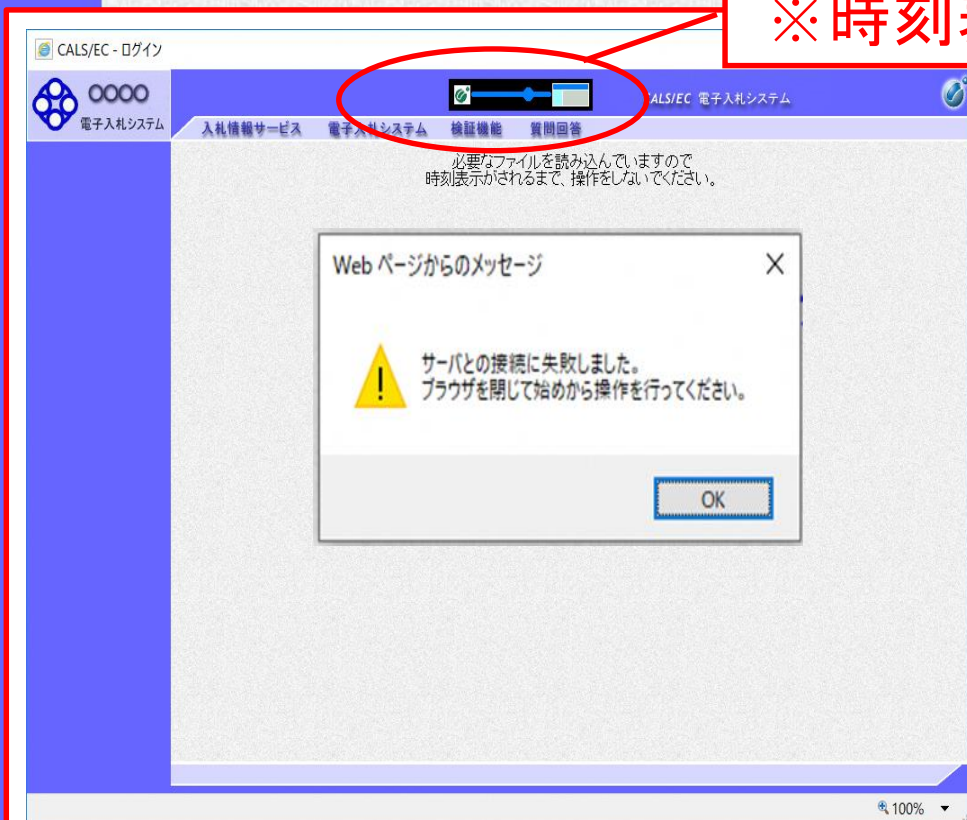 ※時刻表
CALS/EC - ログイン
OOOO
電子入札システム
CALS/EC 電子入札システム
入札情報サービス 電子入札システム 検証機能 質問回答
必要なファイルを読み込んでいますので
時刻表示がされるまで、操作をしないでください。
Web ページからのメッセージ
サーバとの接続に失敗しました。
ブラウザを閉じて始めから操作を行ってください。
OK
100%